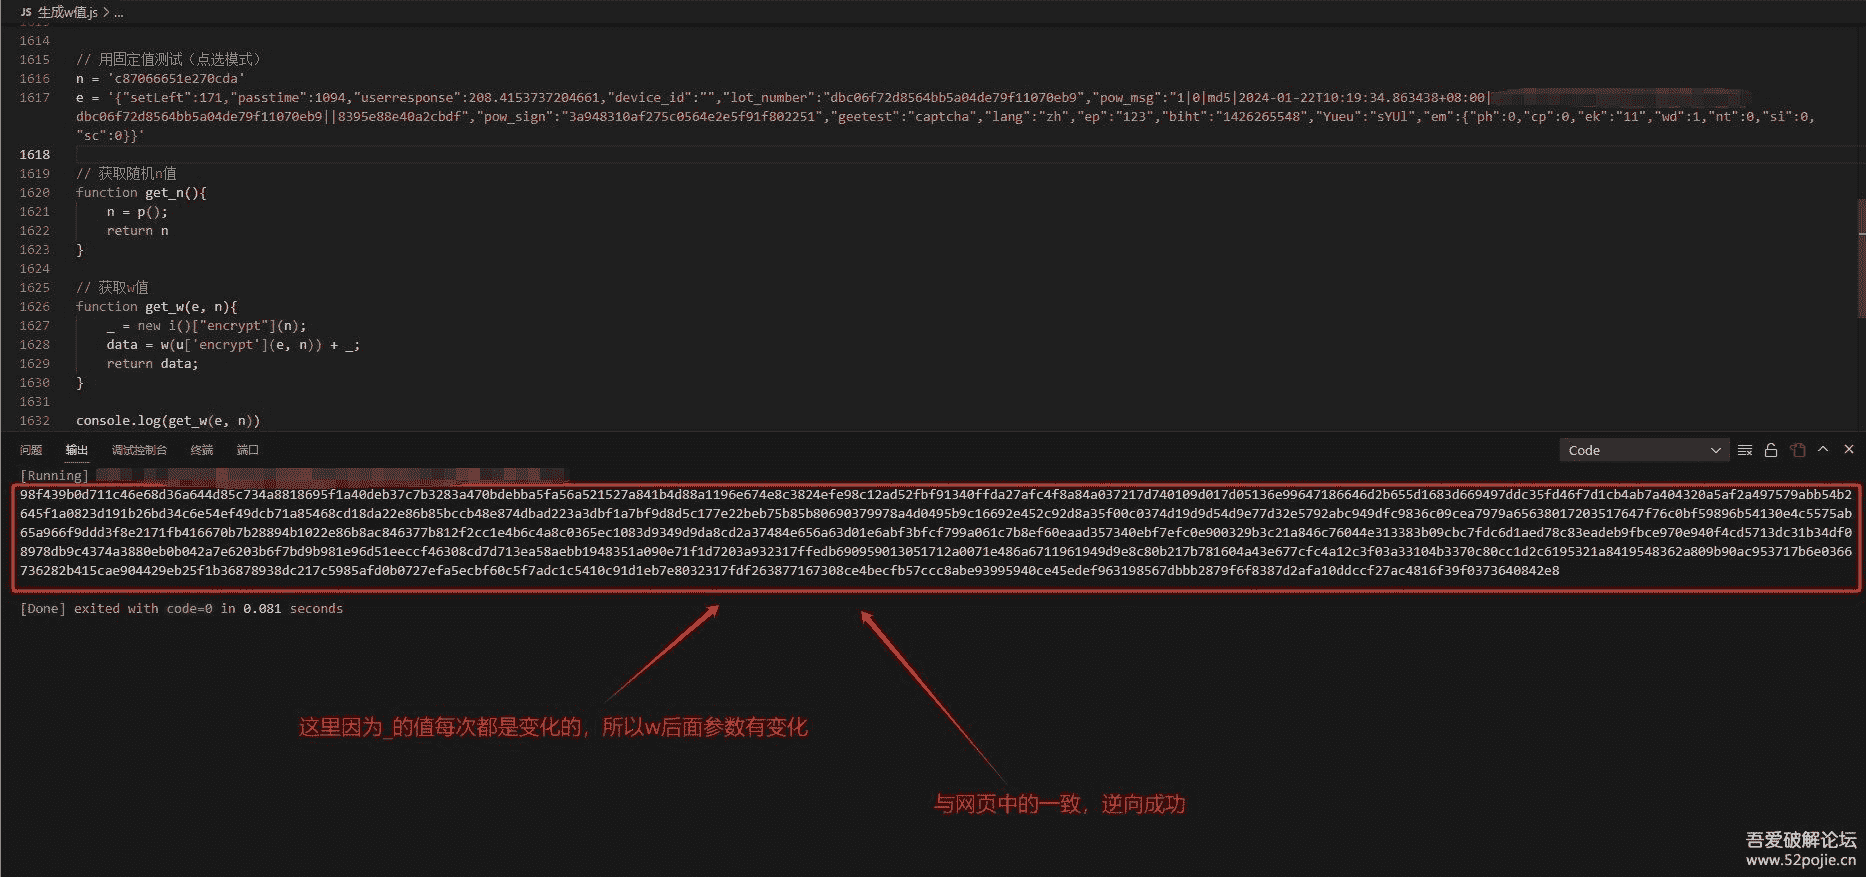 JS 生成w值.js > ...
1614
1615 // 用固定值测试（点选模式）
1616 n = 'c87066651e270cda'
1617 e = '{"setLeft":171,"passtime":1094,"userresponse":208.4153737204661,"device_id":"","lot_number":"dbc06f72d8564bb5a04de79f11070eb9","pow_msg":"1|0|md5|2024-01-22T10:19:34.863438+08:00|
dbc06f72d8564bb5a04de79f11070eb9||8395e88e40a2cbdf","pow_sign":"3a948310af275c0564e2e5f91f802251","geetest":"captcha","lang":"zh","ep":"123","biht":"1426265548","Yueu":"sYUl","em":{"ph":0,"cp":0,"ek":"11","wd":1,"nt":0,"si":0,
"sc":0}}'
1618
1619 // 获取随机n值
1620 function get_n(){
1621 n = p();
1622 return n
1623 }
1624
1625 // 获取w值
1626 function get_w(e, n){
1627 _ = new i()["encrypt"](n);
1628 data = w(u['encrypt'](e, n)) + _;
1629 return data;
1630 }
1631
1632 console.log(get_w(e, n))
问题 输出 调试控制台 终端 端口 Code
[Running]
98f439b0d711c46e68d36a644d85c734a8818695f1a40deb37c7b3283a470bdebba5fa56a521527a841b4d88a1196e674e8c3824efe98c12ad52fbf91340ffda27afc4f8a84a037217d740109d017d05136e99647186646d2b655d1683d669497ddc35fd46f7d1cb4ab7a404320a5af2a497579abb54b2
645f1a0823d191b26bd34c6e54ef49dcb71a85468cd18da22e86b85bccb48e874dbad223a3dbf1a7bf9d8d5c177e22beb75b85b80690379978a4d0495b9c16692e452c92d8a35f00c0374d19d9d54d9e77d32e5792abc949dfc9836c09cea7979a65638017203517647f76c0bf59896b54130e4c5575ab
65a966f9ddd3f8e2171fb416670b7b28894b1022e86b8ac846377b812f2cc1e4b6c4a8c0365ec1083d9349d9da8cd2a37484e656a63d01e6abf3bfcf799a061c7b8ef60eaad357340ebf7efc0e900329b3c21a846c76044e313383b09cbc7fdc6d1aed78c83eadeb9fbce970e940f4cd5713dc31b34df0
8978db9c4374a3880eb0b042a7e6203b6f7bd9b981e96d51eeccf46308cd7d713ea58aebb1948351a090e71f1d7203a932317ffedb690959013051712a0071e486a6711961949d9e8c80b217b781604a43e677cfc4a12c3f03a33104b3370c80cc1d2c6195321a8419548362a809b90ac953717b6e0366
736282b415cae904429eb25f1b36878938dc217c5985afd0b0727efa5ecbf60c5f7adc1c5410c91d1eb7e8032317fdf263877167308ce4becfb57ccc8abe93995940ce45edef963198567dbbb2879f6f8387d2afa10ddccf27ac4816f39f0373640842e8
[Done] exited with code=0 in 0.081 seconds
这里因为_的值每次都是变化的，所以w后面参数有变化
与网页中的一致，逆向成功
吾爱破解论坛
www.52pojie.cn